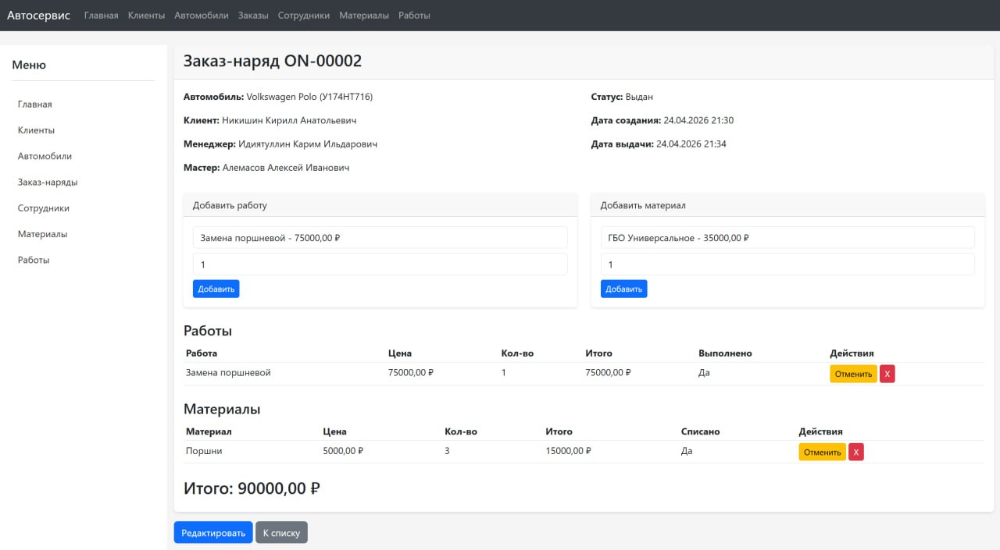 Автосервис Главная Клиенты Автомобили Заказы Сотрудники Материалы Работы
Меню
Главная
Клиенты
Автомобили
Заказ-наряды
Сотрудники
Материалы
Работы
Заказ-наряд ON-00002
Автомобиль: Volkswagen Polo (У174НТ716)
Клиент: Никишин Кирилл Анатольевич
Менеджер: Идиятуллин Карим Ильдарович
Мастер: Алемасов Алексей Иванович
Статус: Выдан
Дата создания: 24.04.2026 21:30
Дата выдачи: 24.04.2026 21:34
Добавить работу
Замена поршневой - 75000,00 ₽
1
Добавить
Добавить материал
ГБО Универсальное - 35000,00 ₽
1
Добавить
Работы
Работа Цена Кол-во Итого Выполнено Действия
Замена поршневой 75000,00 ₽ 1 75000,00 ₽ Да Отменить X
Материалы
Материал Цена Кол-во Итого Списано Действия
Поршни 5000,00 ₽ 3 15000,00 ₽ Да Отменить X
Итого: 90000,00 ₽
Редактировать К списку